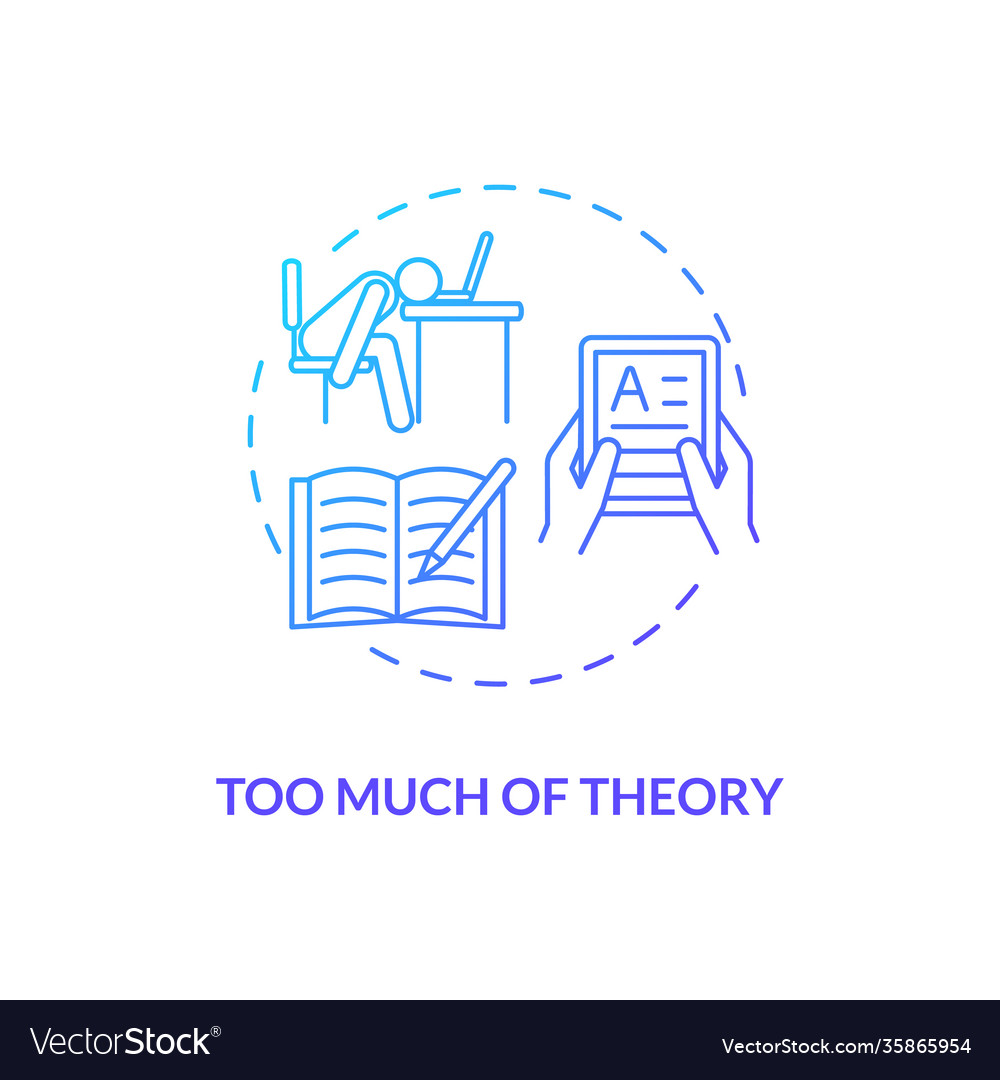 A
TOO MUCH OF THEORY
VectorStock®
VectorStock.com/35865954